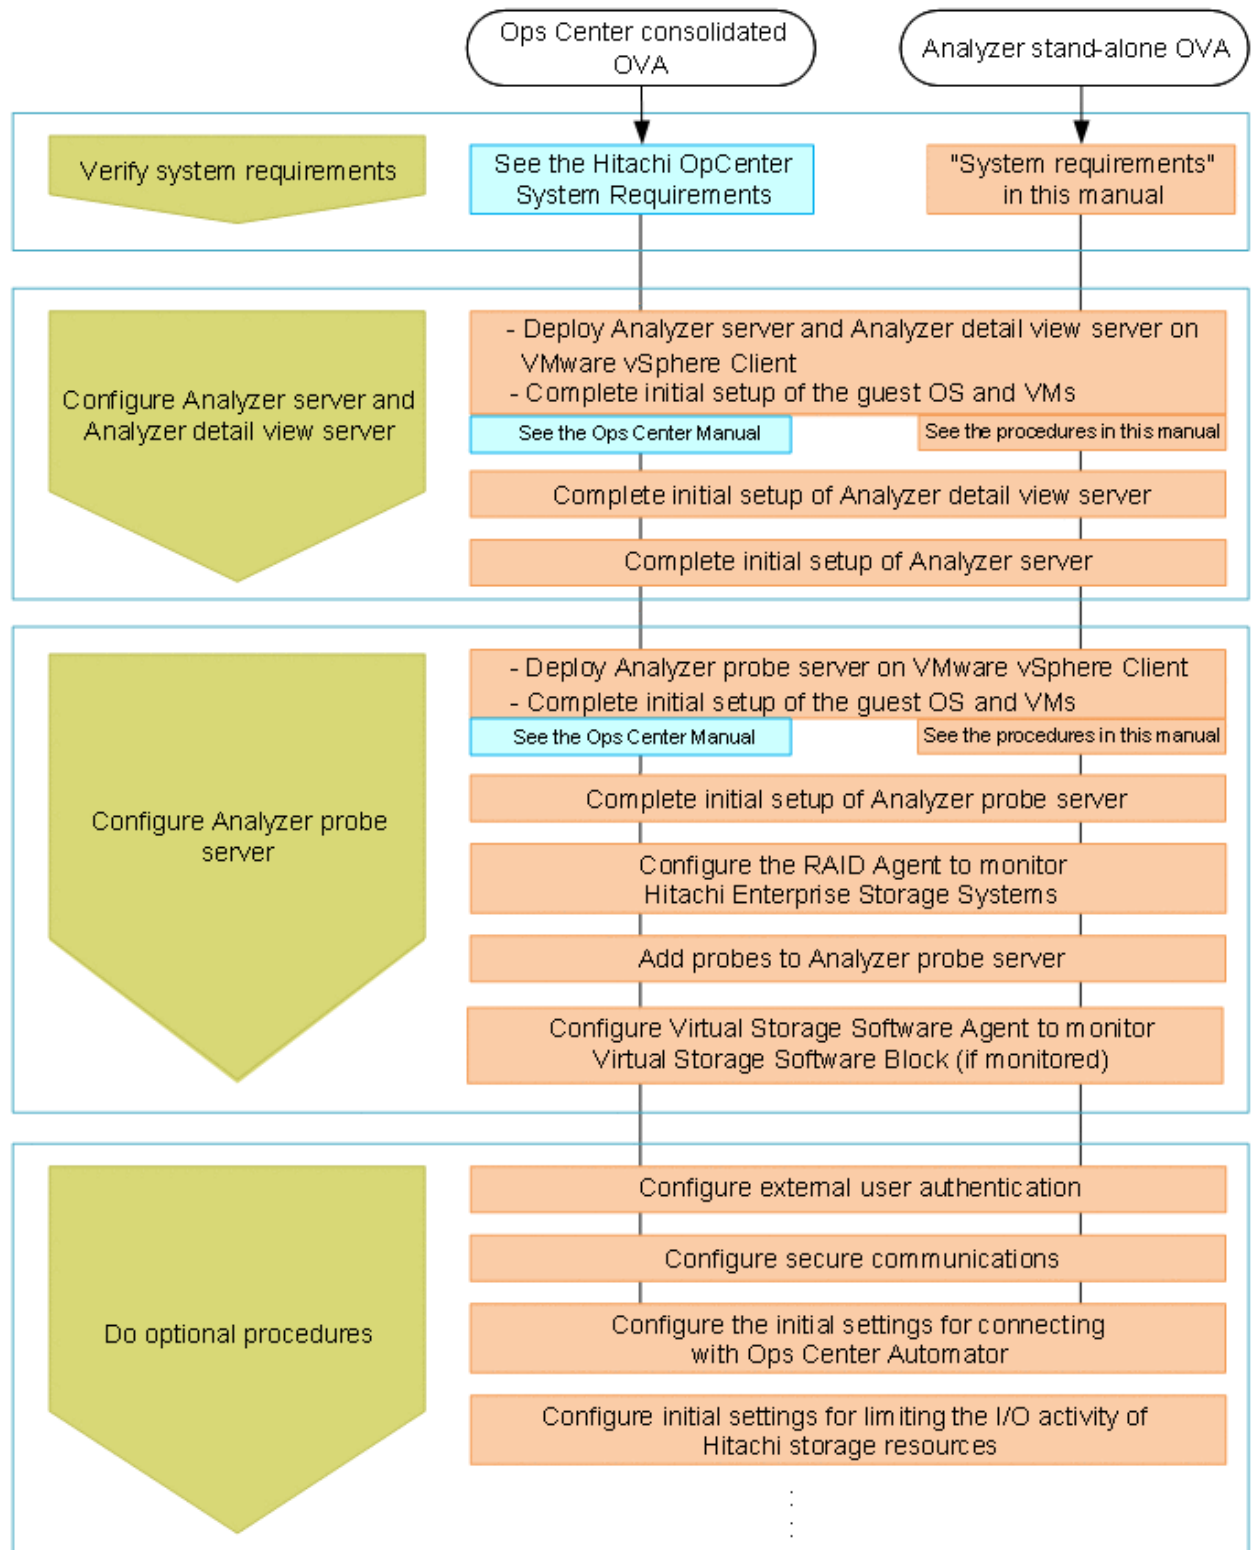 Ops Center consolidated
OVA
Analyzer stand-alone OVA
Verify system requirements
See the Hitachi OpCenter
System Requirements
"System requirements"
in this manual
Configure Analyzer server and
Analyzer detail view server
- Deploy Analyzer server and Analyzer detail view server on
VMware vSphere Client
- Complete initial setup of the guest OS and VMs
See the Ops Center Manual
See the procedures in this manual
Complete initial setup of Analyzer detail view server
Complete initial setup of Analyzer server
Configure Analyzer probe
server
- Deploy Analyzer probe server on VMware vSphere Client
- Complete initial setup of the guest OS and VMs
See the Ops Center Manual
See the procedures in this manual
Complete initial setup of Analyzer probe server
Configure the RAID Agent to monitor
Hitachi Enterprise Storage Systems
Add probes to Analyzer probe server
Configure Virtual Storage Software Agent to monitor
Virtual Storage Software Block (if monitored)
Do optional procedures
Configure external user authentication
Configure secure communications
Configure the initial settings for connecting
with Ops Center Automator
Configure initial settings for limiting the I/O activity of
Hitachi storage resources